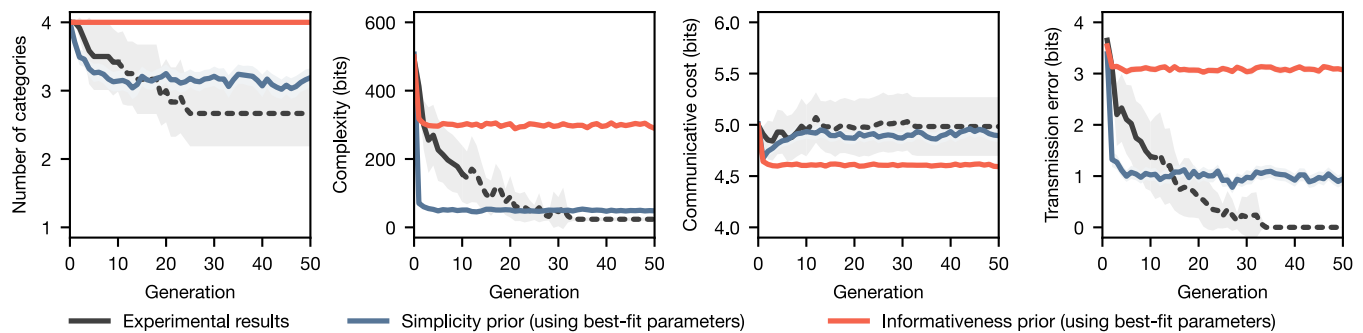 Number of categories
4
3
2
1
0 10 20 30 40 50
Generation
Complexity (bits)
600
400
200
0
0 10 20 30 40 50
Generation
Communicative cost (bits)
6.0
5.5
5.0
4.5
4.0
0 10 20 30 40 50
Generation
Transmission error (bits)
4
3
2
1
0
0 10 20 30 40 50
Generation
Experimental results
Simplicity prior (using best-fit parameters)
Informativeness prior (using best-fit parameters)